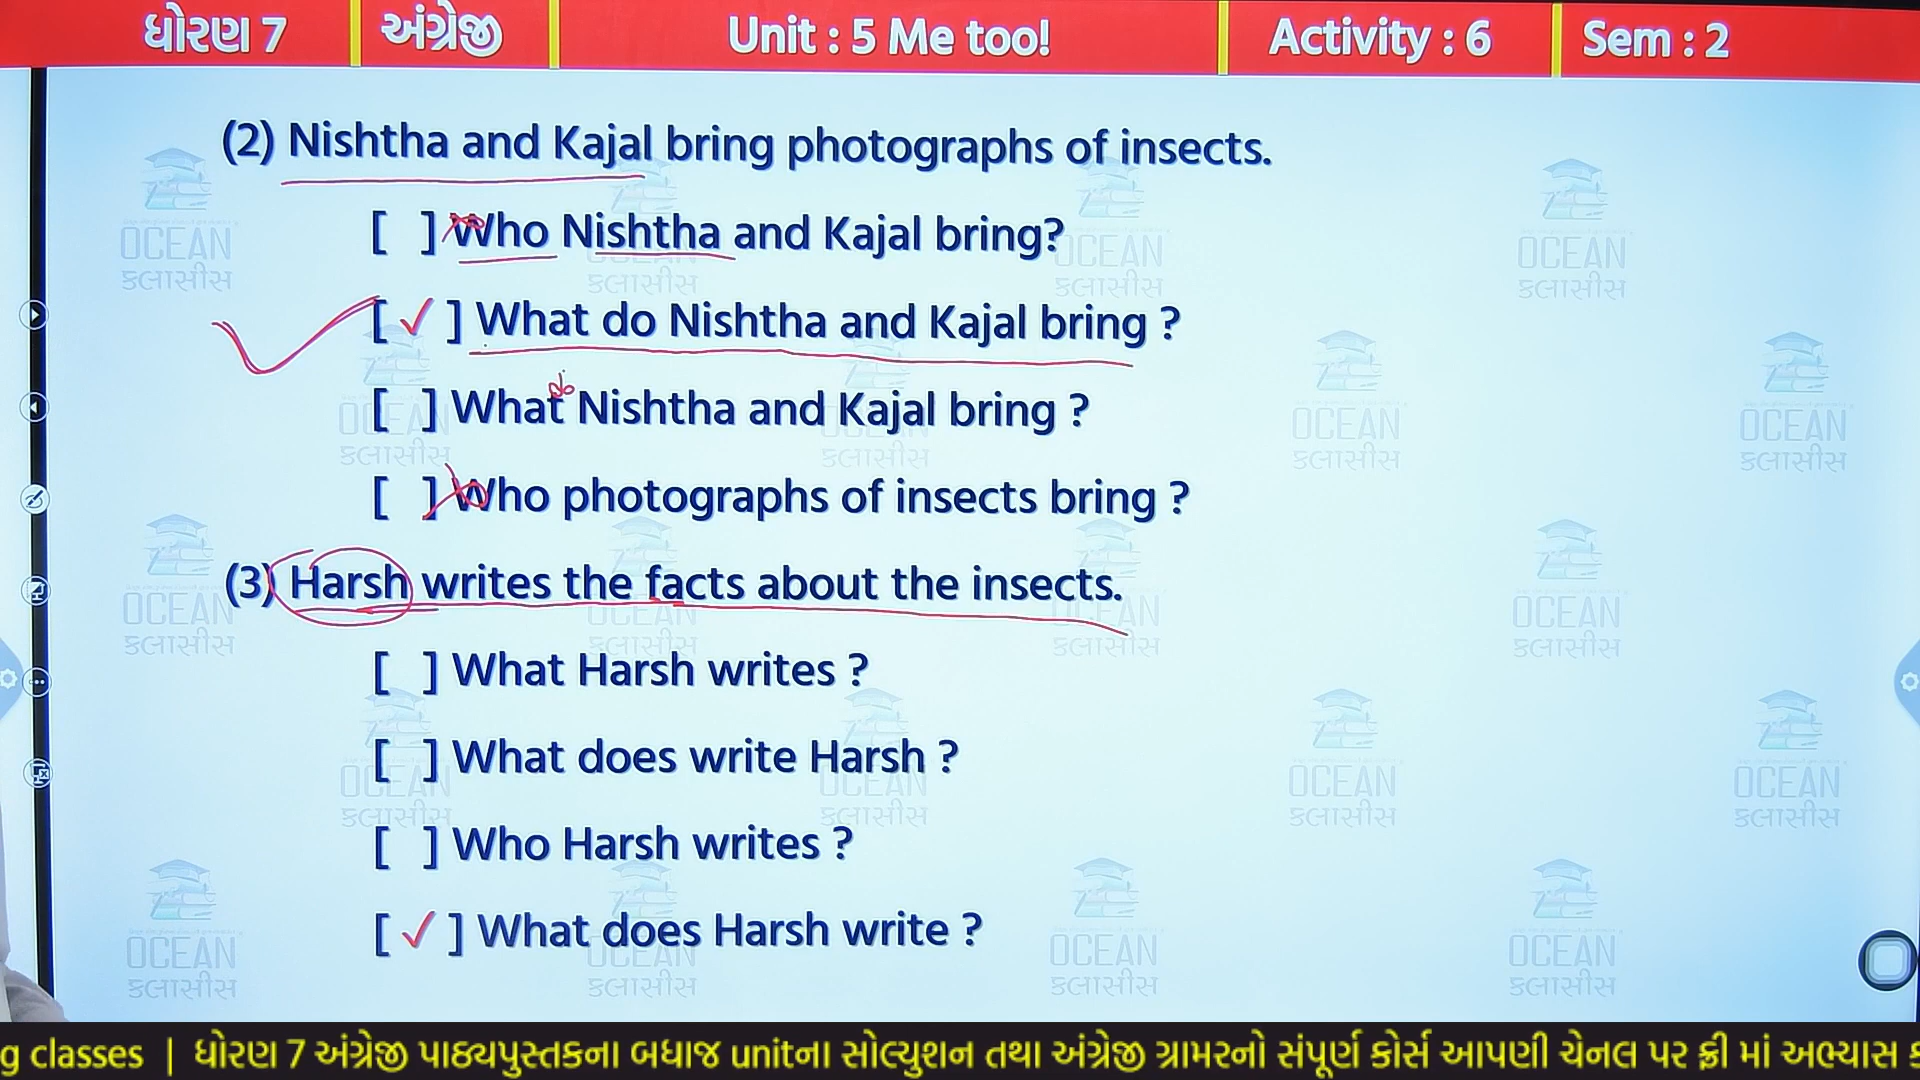 ધોરણ 7 અંગ્રેજી Unit : 5 Me too! Activity : 6 Sem : 2
(2) Nishtha and Kajal bring photographs of insects.
[ ] Who Nishtha and Kajal bring?
[ ✓ ] What do Nishtha and Kajal bring ?
do
[ ] What Nishtha and Kajal bring ?
[ ] Who photographs of insects bring ?
(3) Harsh writes the facts about the insects.
[ ] What Harsh writes ?
[ ] What does write Harsh ?
[ ] Who Harsh writes ?
[ ✓ ] What does Harsh write ?
OCEAN
ક્લાસીસ
g classes | ધોરણ 7 અંગ્રેજી પાઠ્યપુસ્તકના બધાજ unitના સોલ્યુશન તથા અંગ્રેજી ગ્રામરનો સંપૂર્ણ કોર્સ આપણી ચેનલ પર ફ્રી માં અભ્યાસ